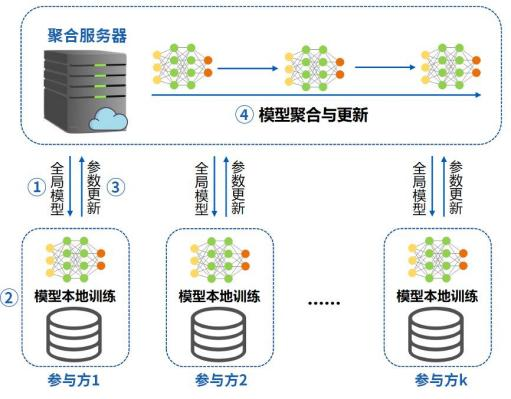 聚合服务器
④ 模型聚合与更新
① 全局模型 参数更新 ③
全局模型 参数更新
全局模型 参数更新
② 模型本地训练
模型本地训练
......
模型本地训练
参与方1
参与方2
参与方k